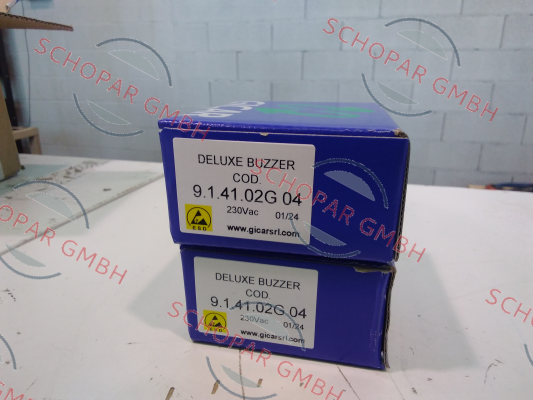 SCHOPAR GMBH
SCHOPAR GMBH
DELUXE BUZZER
COD.
9.1.41.02G 04
230Vac 01/24
ESD
www.gicarsrl.com
SCHOPAR GMBH
SCHOPAR GMBH
DELUXE BUZZER
COD.
9.1.41.02G 04
230Vac 01/24
ESD
www.gicarsrl.com
SCHOPAR GMBH
SCHOPAR GMBH